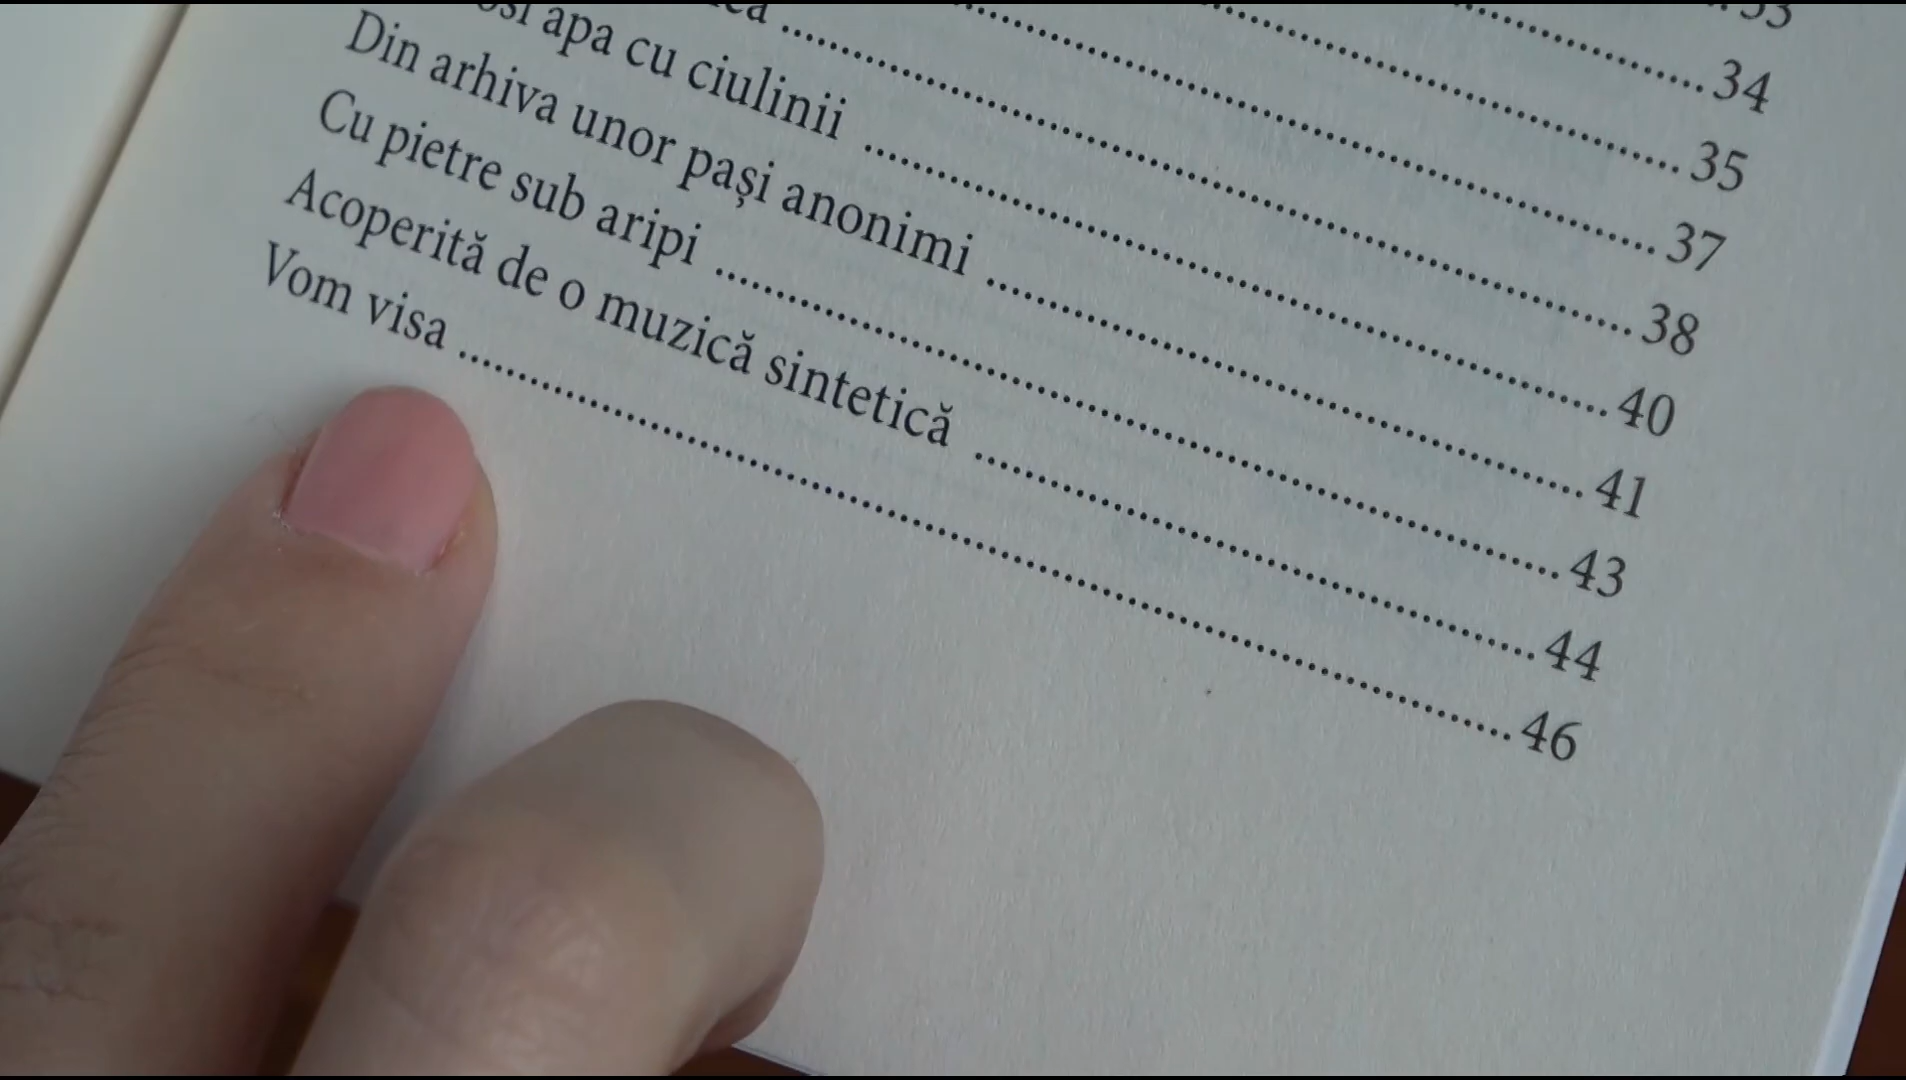 34
35
37
38
apa cu ciulinii .......... 40
Din arhiva unor pași anonimi .......... 41
Cu pietre sub aripi .......... 43
Acoperită de o muzică sintetică .......... 44
Vom visa .......... 46